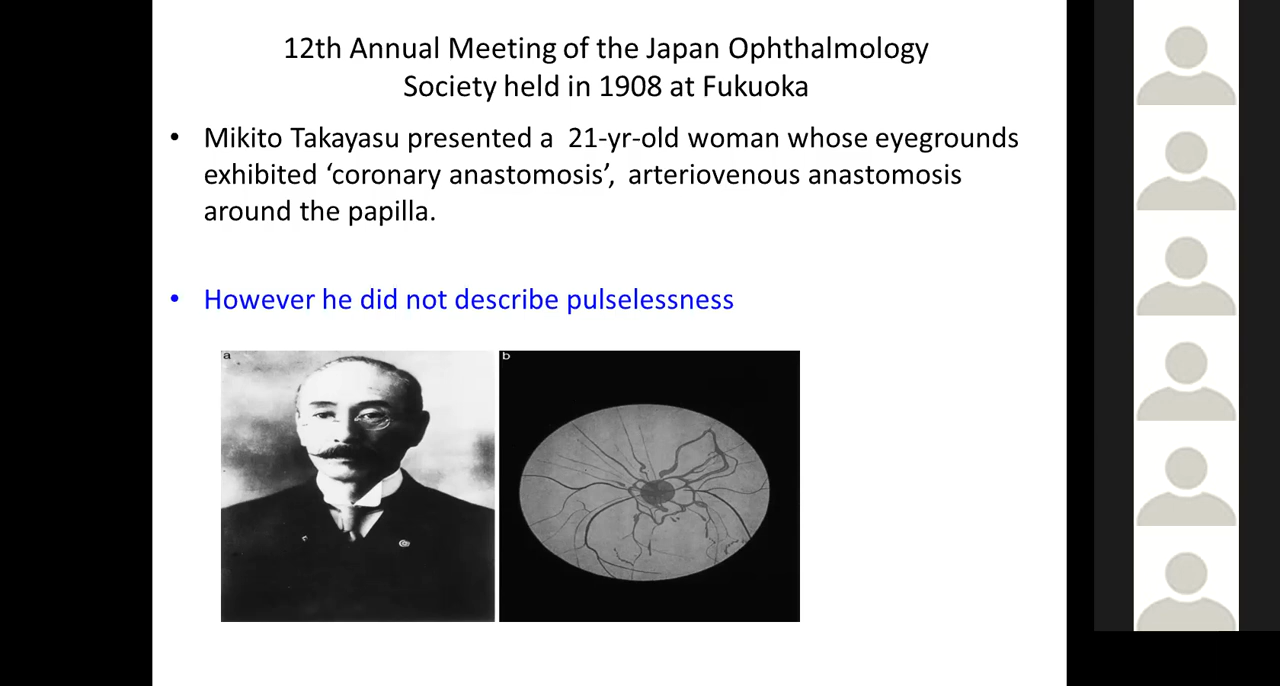 12th Annual Meeting of the Japan Ophthalmology
Society held in 1908 at Fukuoka
• Mikito Takayasu presented a  21-yr-old woman whose eyegrounds
exhibited ‘coronary anastomosis’,  arteriovenous anastomosis
around the papilla.
• However he did not describe pulselessness
a
b